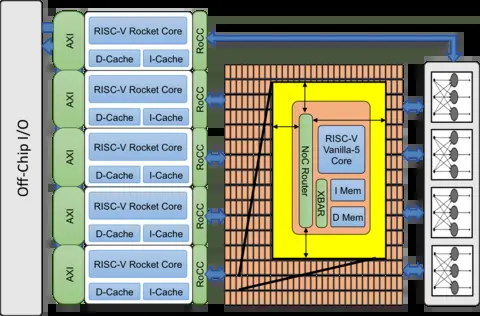 Off-Chip I/O
AXI
RISC-V Rocket Core
D-Cache
I-Cache
RoCC
AXI
RISC-V Rocket Core
D-Cache
I-Cache
RoCC
AXI
RISC-V Rocket Core
D-Cache
I-Cache
RoCC
AXI
RISC-V Rocket Core
D-Cache
I-Cache
RoCC
AXI
RISC-V Rocket Core
D-Cache
I-Cache
RoCC
NoC Router
RISC-V
Vanilla-5
Core
XBAR
I Mem
D Mem